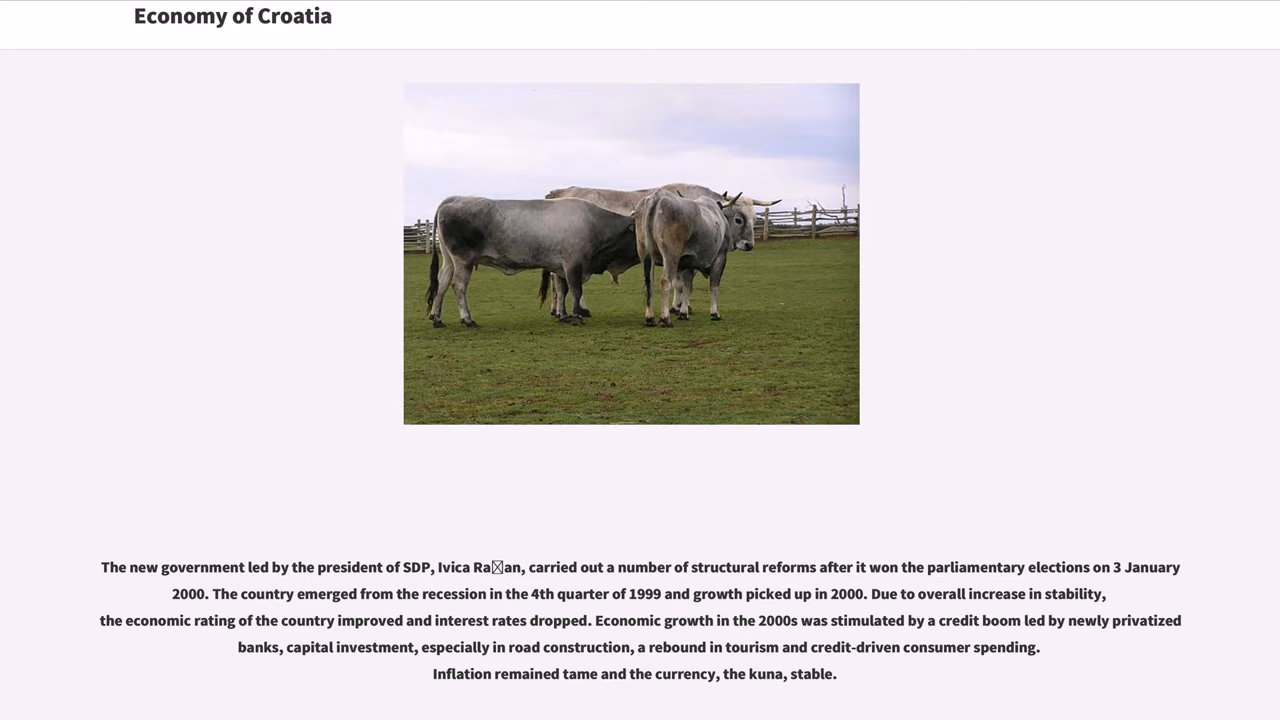 Economy of Croatia
The new government led by the president of SDP, Ivica Ra□an, carried out a number of structural reforms after it won the parliamentary elections on 3 January
2000. The country emerged from the recession in the 4th quarter of 1999 and growth picked up in 2000. Due to overall increase in stability,
the economic rating of the country improved and interest rates dropped. Economic growth in the 2000s was stimulated by a credit boom led by newly privatized
banks, capital investment, especially in road construction, a rebound in tourism and credit-driven consumer spending.
Inflation remained tame and the currency, the kuna, stable.